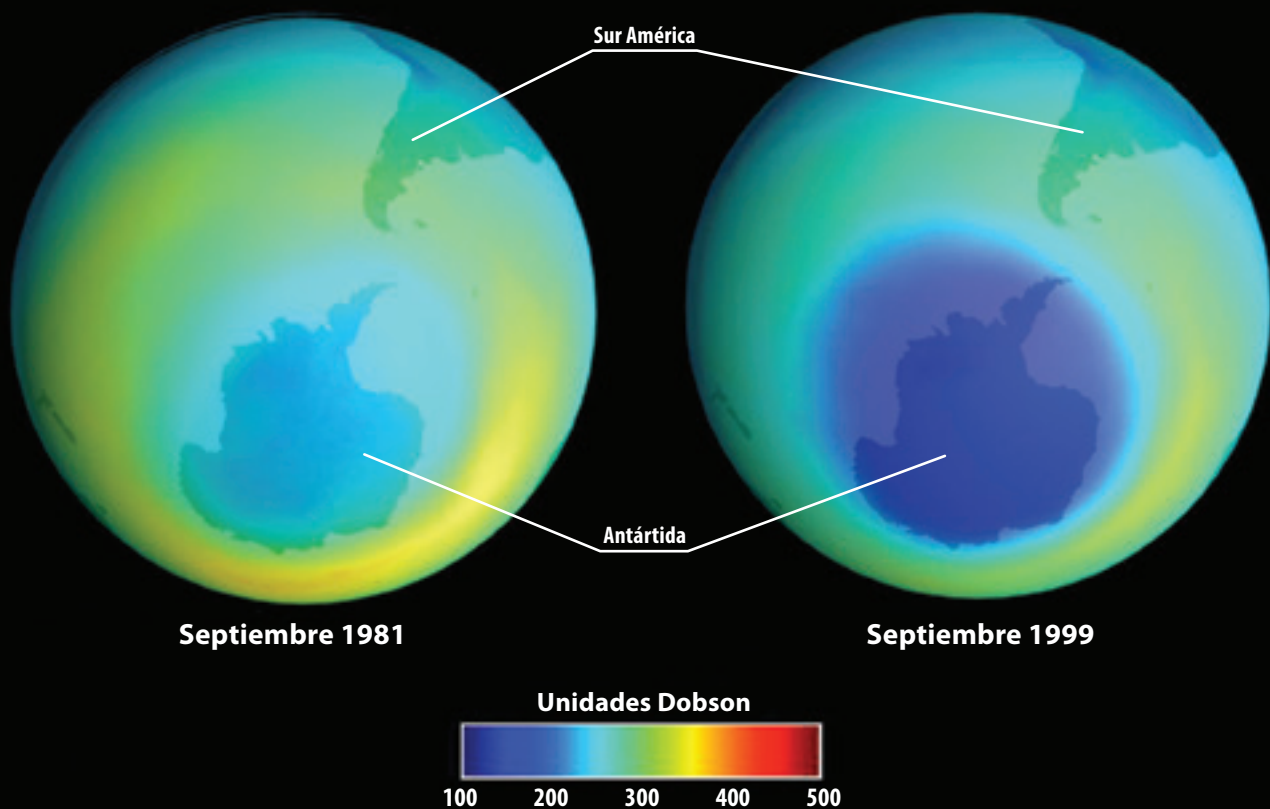 Sur América
Antártida
Septiembre 1981
Septiembre 1999
Unidades Dobson
100 200 300 400 500